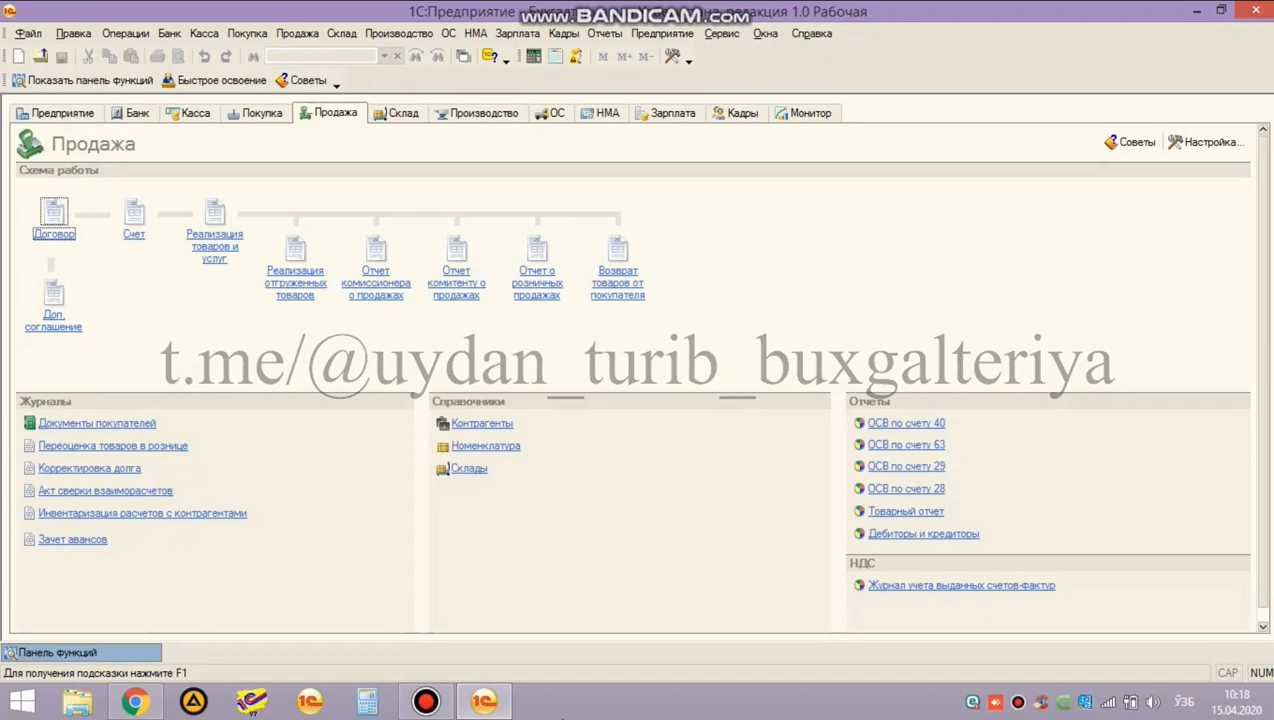 1С:Предприятие - Бухгал
редакция 1.0 Рабочая
www.BANDICAM.com
Файл Правка Операции Банк Касса Покупка Продажа Склад Производство ОС НМА Зарплата Кадры Отчеты Предприятие Сервис Окна Справка
M M+ M-
Показать панель функций Быстрое освоение Советы
Предприятие Банк Касса Покупка Продажа Склад Производство ОС НМА Зарплата Кадры Монитор
Продажа
Советы Настройка...
Схема работы
Договор
Счет
Реализация
товаров и
услуг
Реализация
отгруженных
товаров
Отчет
комиссионера
о продажах
Отчет
комитенту о
продажах
Отчет о
розничных
продажах
Возврат
товаров от
покупателя
Доп.
соглашение
t.me/@uydan_turib_buxgalteriya
Журналы
Документы покупателей
Переоценка товаров в рознице
Корректировка долга
Акт сверки взаиморасчетов
Инвентаризация расчетов с контрагентами
Зачет авансов
Справочники
Контрагенты
Номенклатура
Склады
Отчеты
ОСВ по счету 40
ОСВ по счету 63
ОСВ по счету 29
ОСВ по счету 28
Товарный отчет
Дебиторы и кредиторы
НДС
Журнал учета выданных счетов-фактур
Панель функций
Для получения подсказки нажмите F1
CAP NUM
ЎЗБ
10:18
15.04.2020